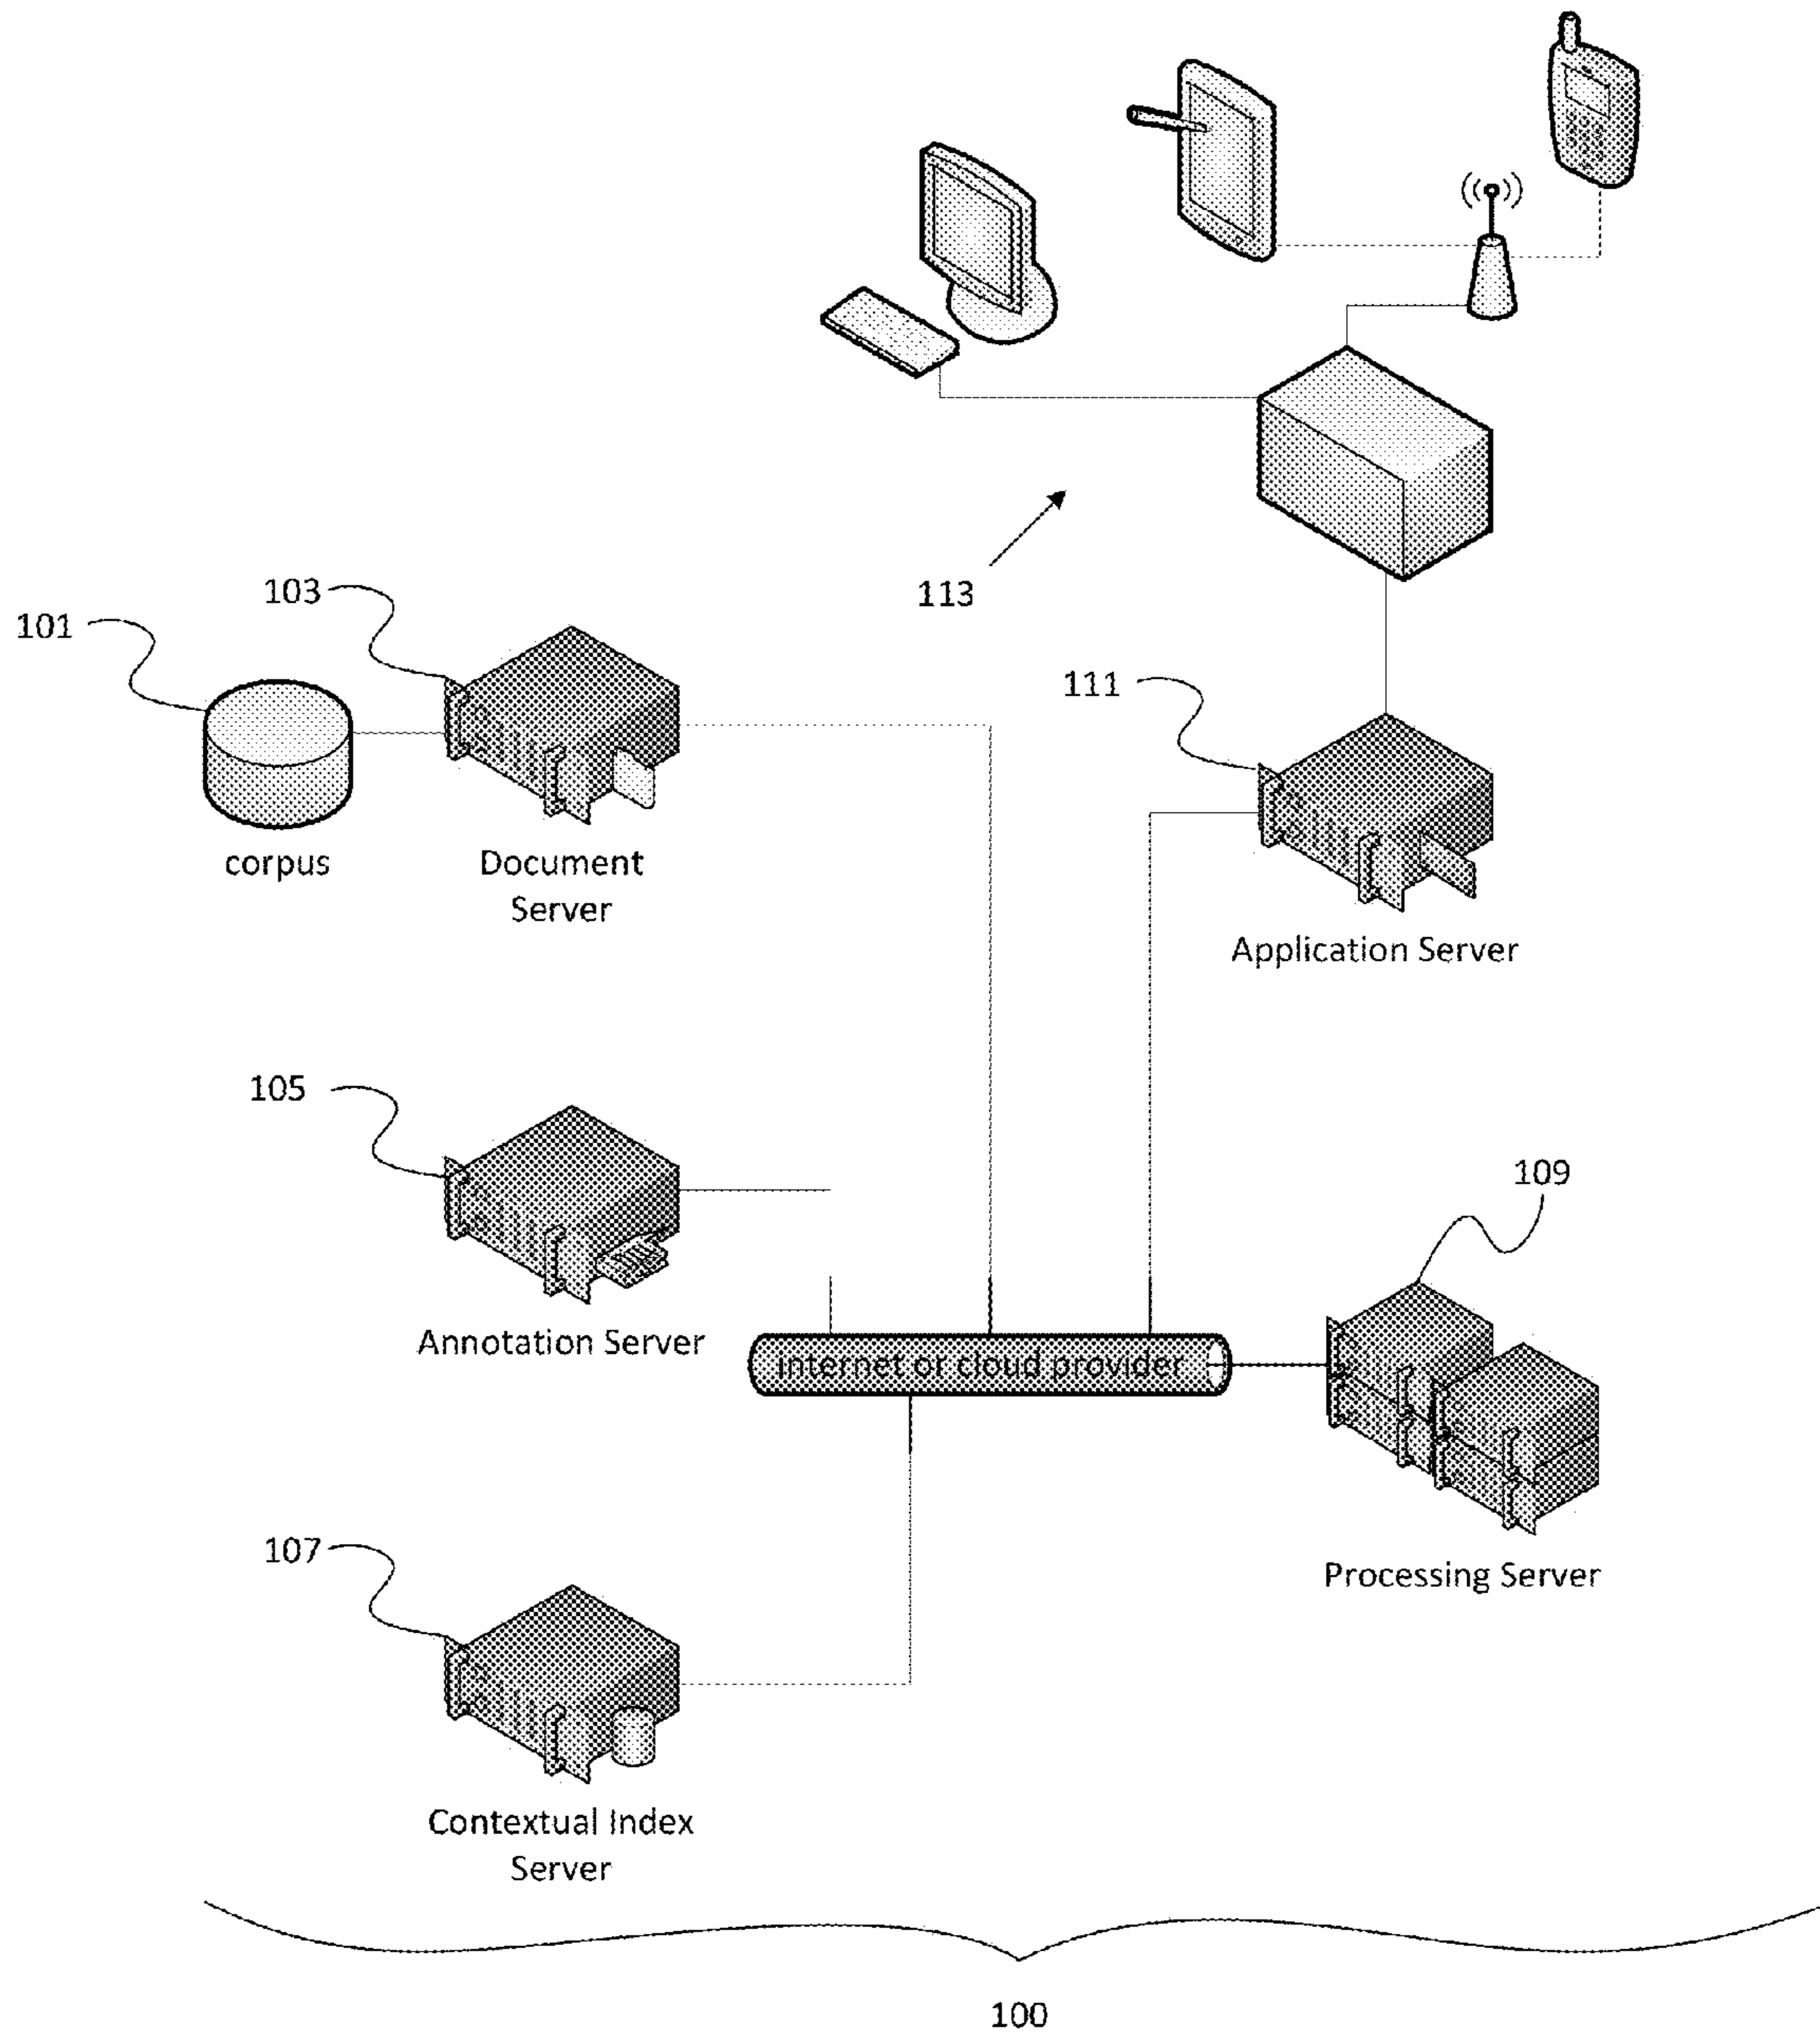 113
103
101
111
corpus
Document
Server
Application Server
105
109
Annotation Server
internet or cloud provider
107
Processing Server
Contextual Index
Server
100